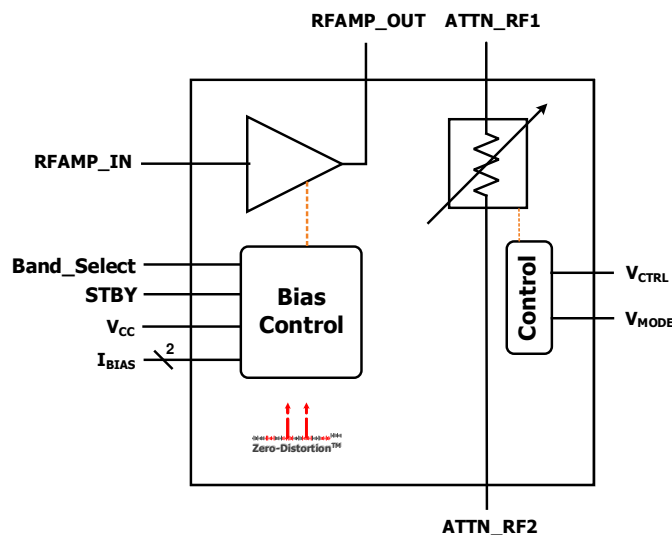 RFAMP_OUT ATTN_RF1
RFAMP_IN
Band_Select
STBY
VCC
IBIAS 2
Bias
Control
Control
VCTRL
VMODE
Zero-Distortion™
ATTN_RF2